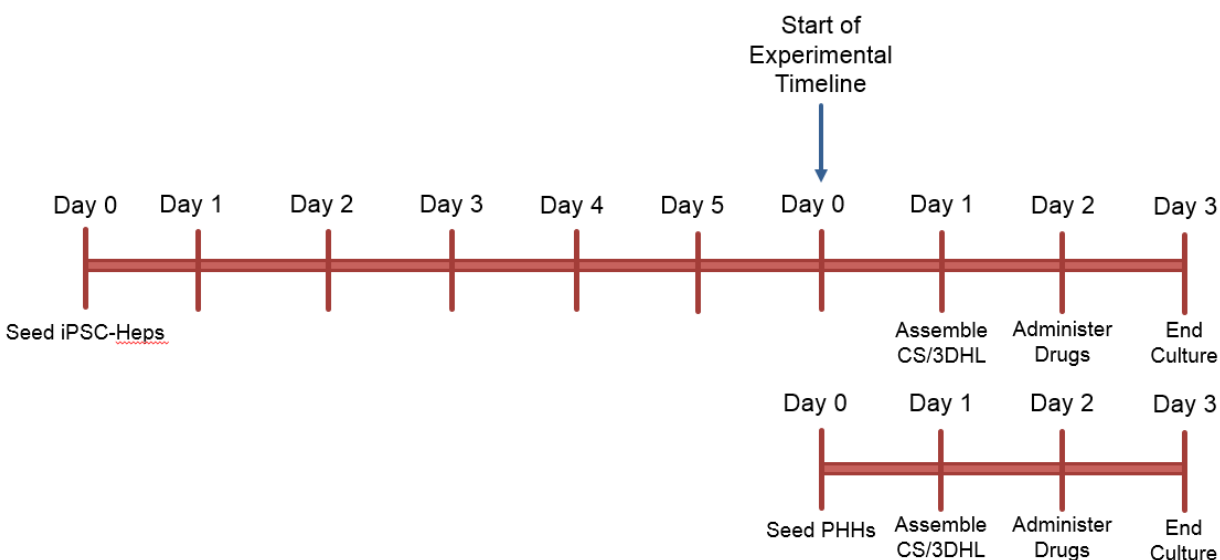 Start of
Experimental
Timeline
Day 0 Day 1 Day 2 Day 3 Day 4 Day 5 Day 0 Day 1 Day 2 Day 3
Seed iPSC-Heps Assemble Administer End
CS/3DHL Drugs Culture
Day 0 Day 1 Day 2 Day 3
Seed PHHs Assemble Administer End
CS/3DHL Drugs Culture